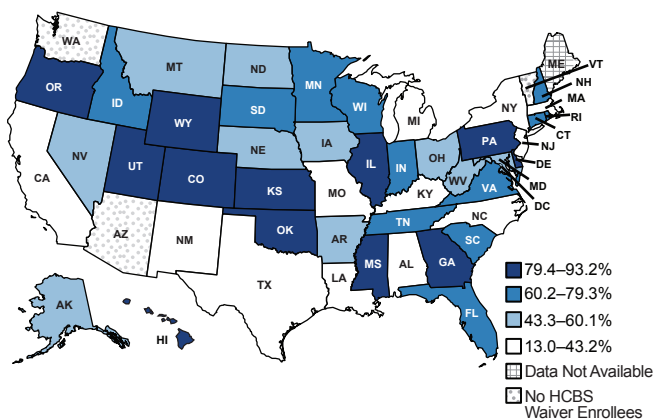 WA
OR
CA
NV
ID
MT
WY
UT
AZ
CO
NM
ND
SD
NE
KS
OK
TX
MN
IA
MO
AR
LA
WI
IL
MS
MI
IN
KY
TN
AL
OH
WV
GA
FL
SC
NC
VA
PA
NY
ME
VT
NH
MA
RI
CT
NJ
DE
MD
DC
AK
HI
79.4–93.2%
60.2–79.3%
43.3–60.1%
13.0–43.2%
Data Not Available
No HCBS
Waiver Enrollees